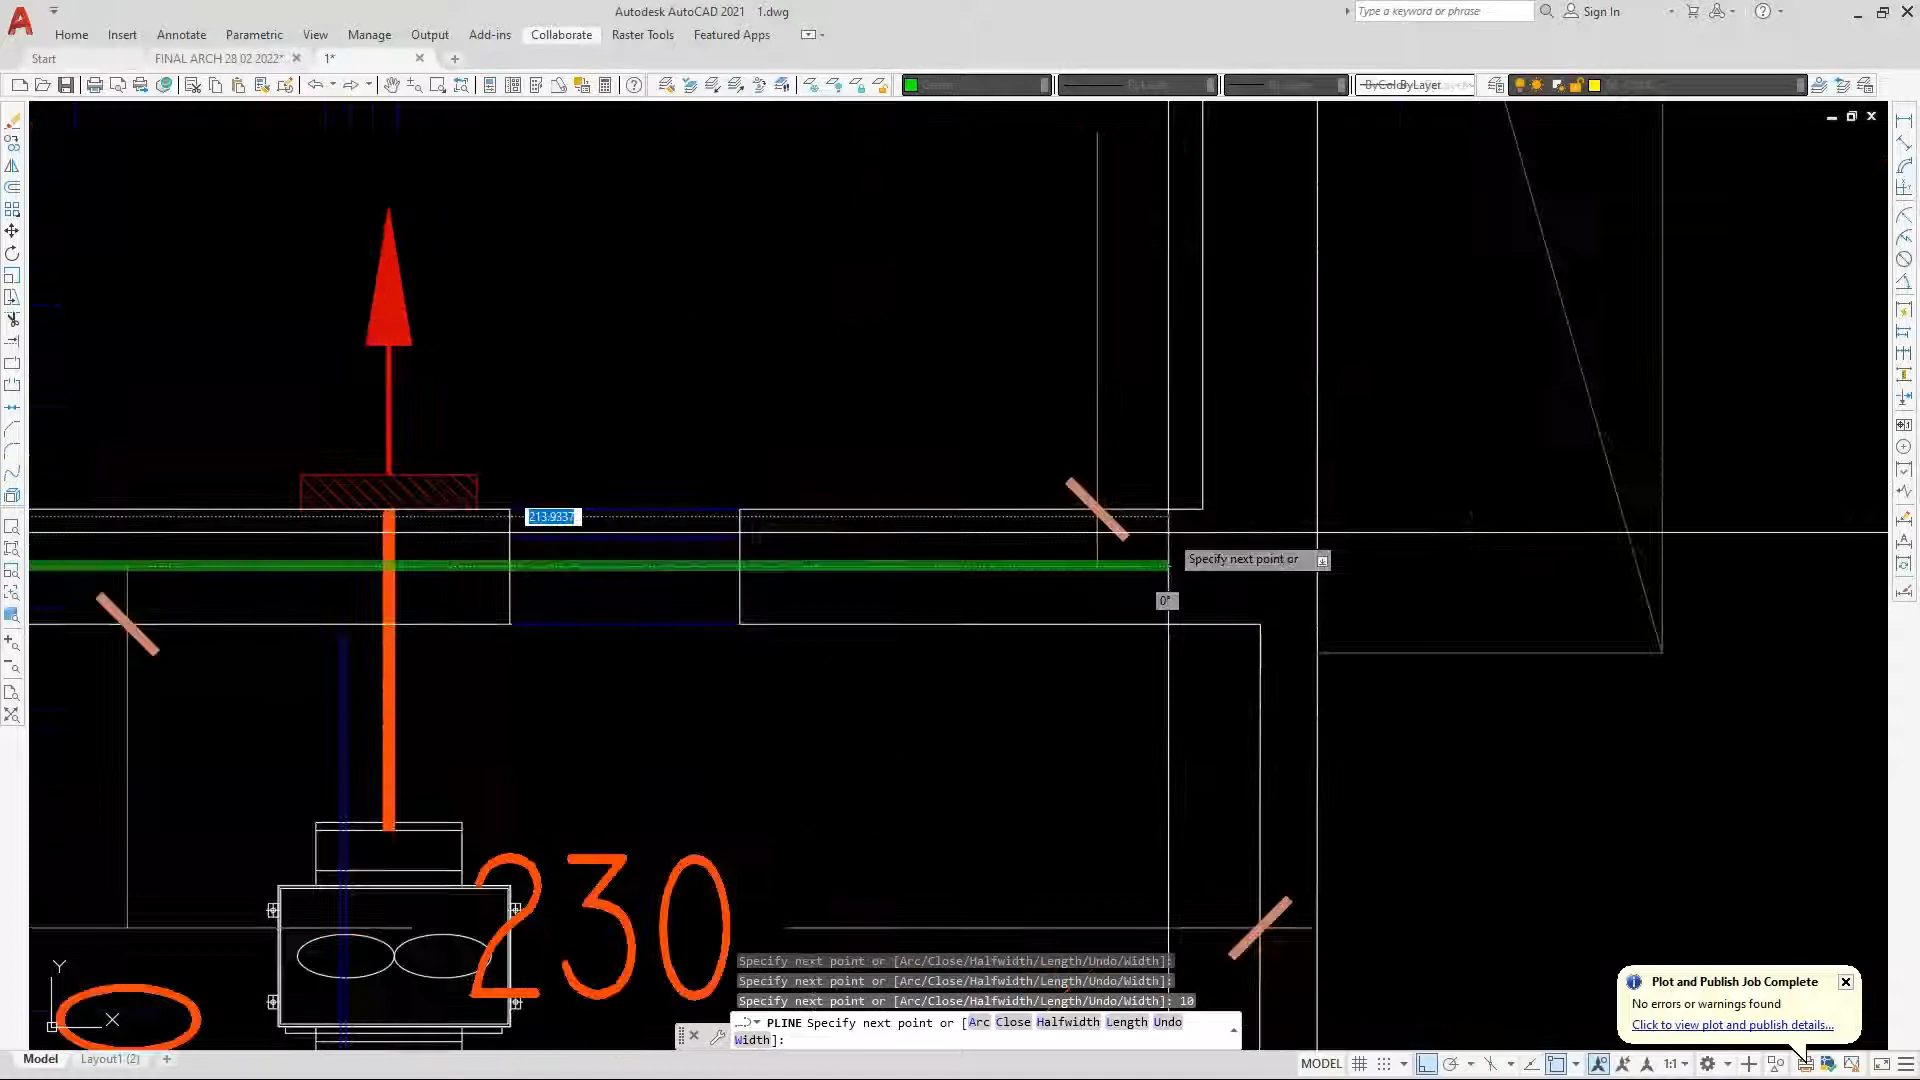 Autodesk AutoCAD 2021 1.dwg
Type a keyword or phrase
Sign In
Home Insert Annotate Parametric View Manage Output Add-ins Collaborate Raster Tools Featured Apps
Start FINAL ARCH 28 02 2022* 1*
213.9337
Specify next point or
0°
230
Specify next point or [Arc/Close/Halfwidth/Length/Undo/Width]:
Specify next point or [Arc/Close/Halfwidth/Length/Undo/Width]:
Specify next point or [Arc/Close/Halfwidth/Length/Undo/Width]: 10
PLINE Specify next point or [Arc Close Halfwidth Length Undo
Width]:
Y
X
Plot and Publish Job Complete
No errors or warnings found
Click to view plot and publish details...
Model Layout1 (2)
MODEL 1:1